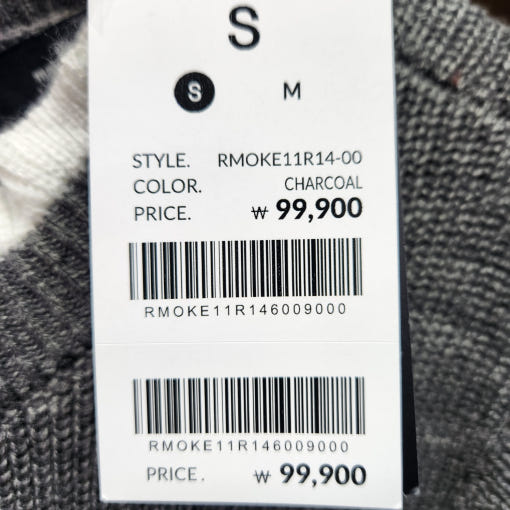 S
S M
STYLE. RMOKE11R14-00
COLOR. CHARCOAL
PRICE. ₩ 99,900
RMOKE11R146009000
RMOKE11R146009000
PRICE. ₩ 99,900